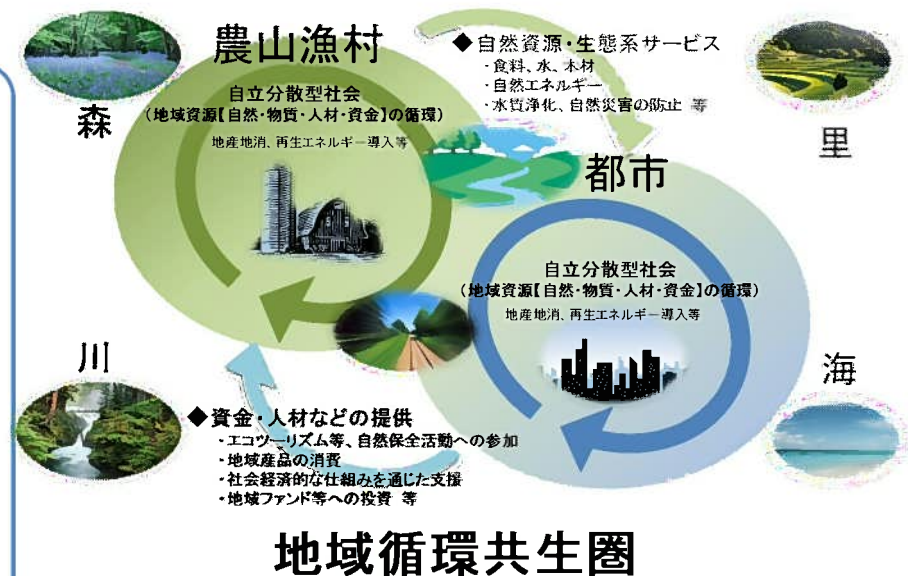 農山漁村
森
自立分散型社会
(地域資源【自然・物質・人材・資金】の循環)
地産地消、再生エネルギー導入等
◆自然資源・生態系サービス
・食料、水、木材
・自然エネルギー
・水質浄化、自然災害の防止 等
里
都市
自立分散型社会
(地域資源【自然・物質・人材・資金】の循環)
地産地消、再生エネルギー導入等
川
海
◆資金・人材などの提供
・エコツーリズム等、自然保全活動への参加
・地域産品の消費
・社会経済的な仕組みを通じた支援
・地域ファンド等への投資 等
地域循環共生圏